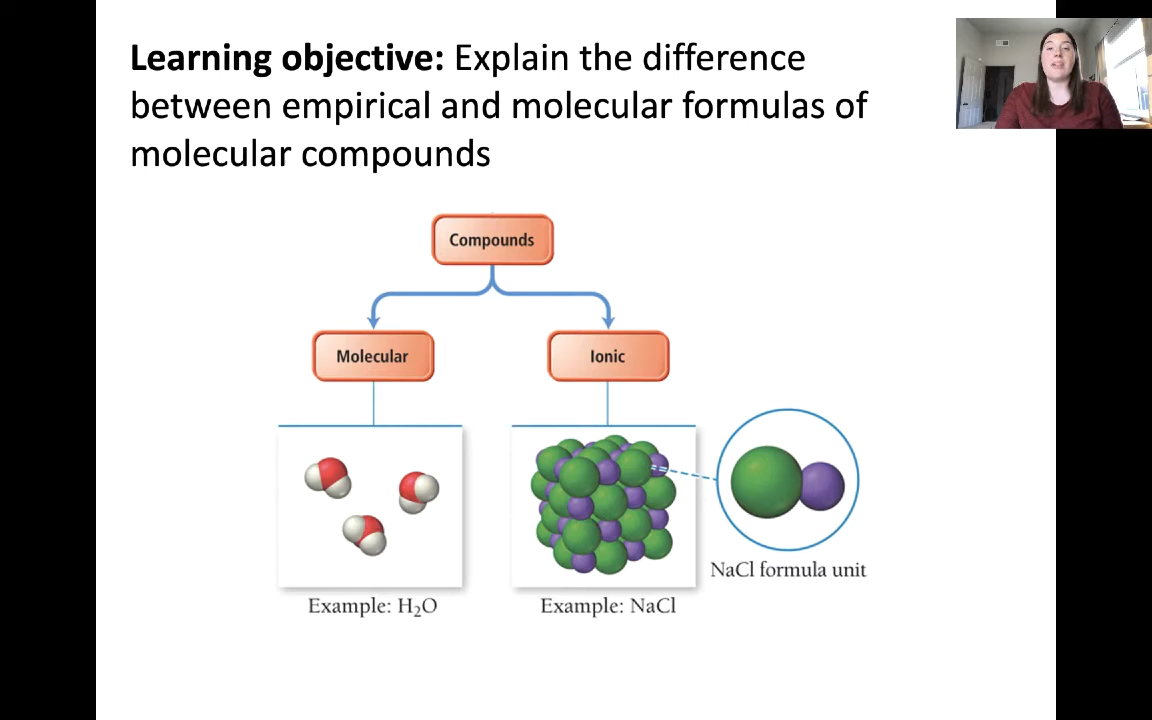 Learning objective: Explain the difference
between empirical and molecular formulas of
molecular compounds
Compounds
Molecular
Ionic
NaCl formula unit
Example: H₂O
Example: NaCl